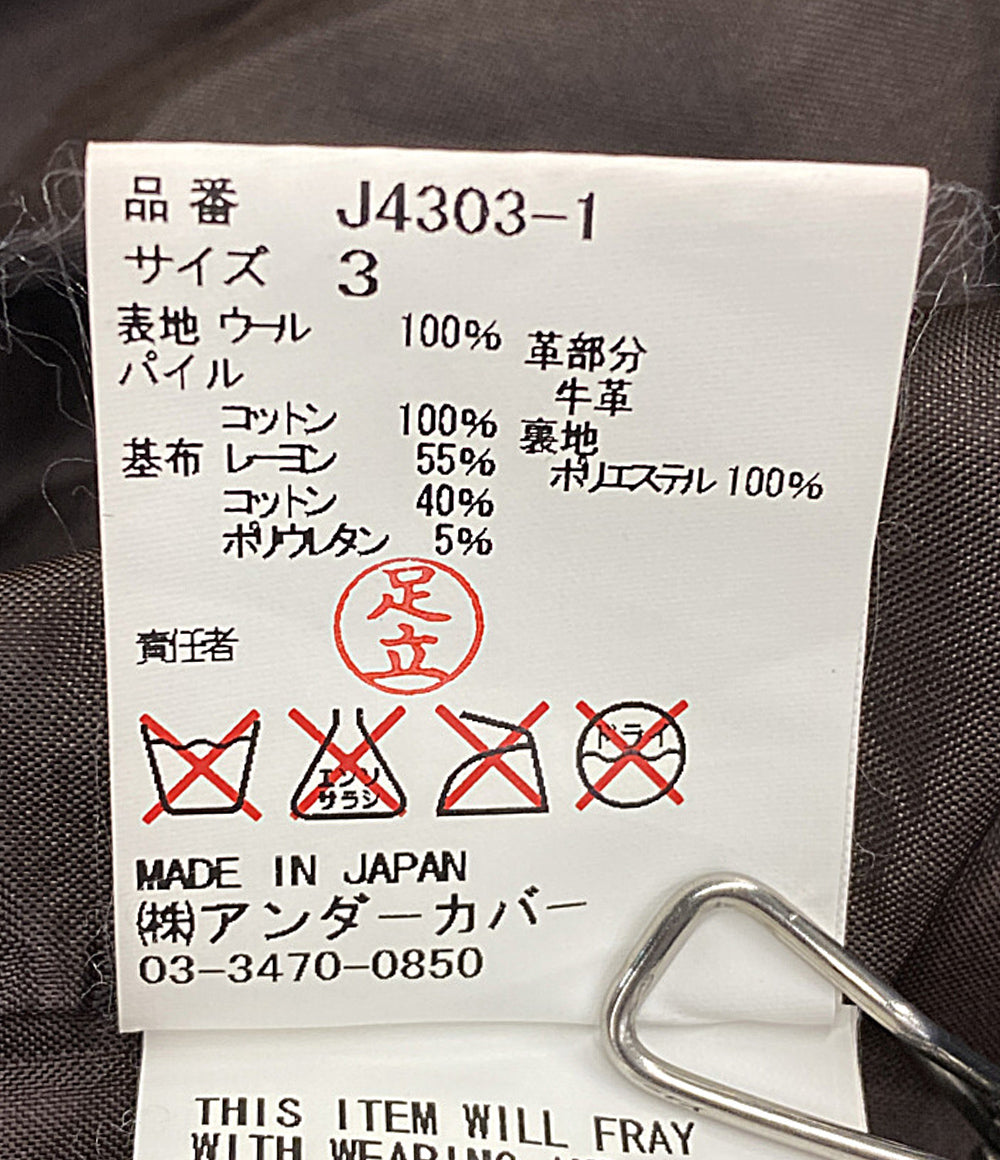 品番 J4303-1
サイズ 3
表地 ウール 100%
パイル
コットン 100%
基布 レーヨン 55%
コットン 40%
ポリウレタン 5%
革部分
牛革
裏地
ポリエステル 100%
足立
責任者
エンソ
サラシ
ドライ
MADE IN JAPAN
(株)アンダーカバー
03-3470-0850
THIS ITEM WILL FRAY
WITH WEARING